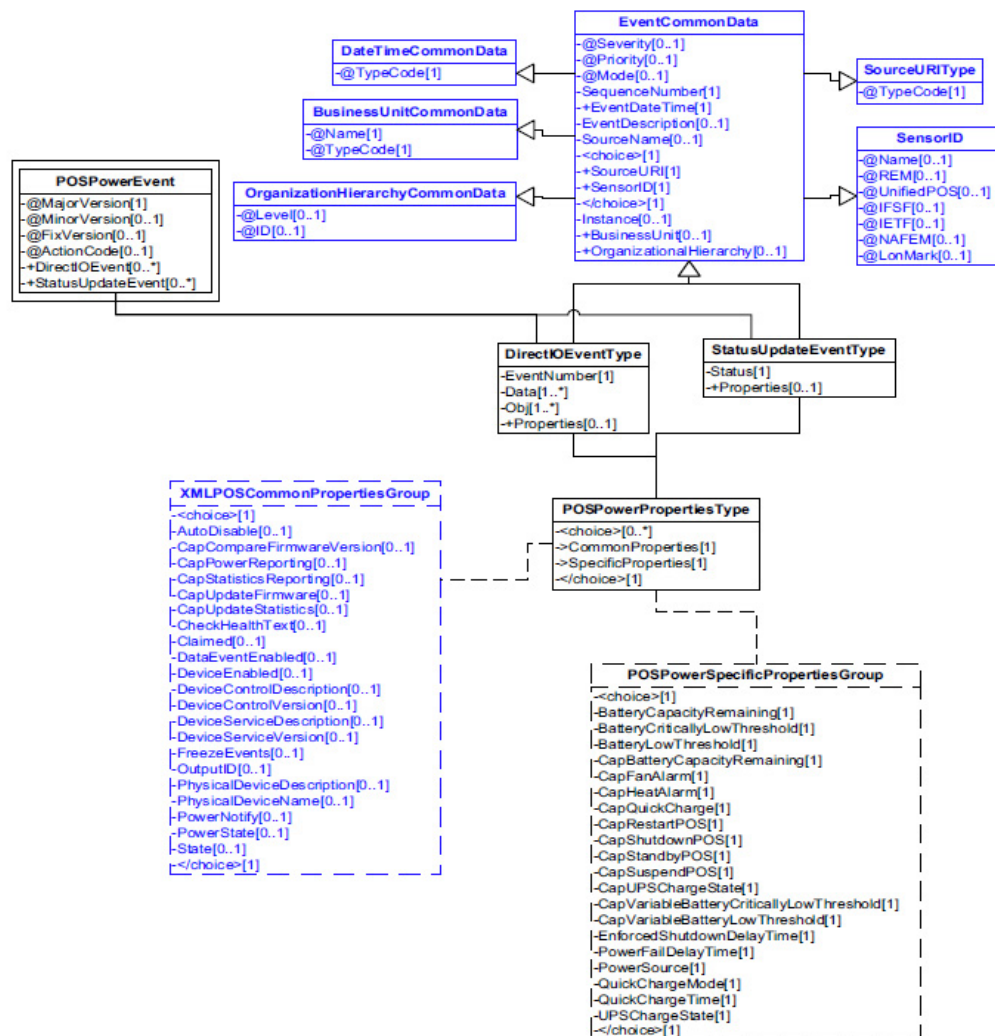 EventCommonData
-@Severity[0..1]
-@Priority[0..1]
-@Mode[0..1]
-SequenceNumber[1]
-+EventDateTime[1]
-EventDescription[0..1]
-SourceName[0..1]
-<choice>[1]
-+SourceURI[1]
-+SensorID[1]
-</choice>[1]
-Instance[0..1]
-+BusinessUnit[0..1]
-+OrganizationalHierarchy[0..1]
DateTimeCommonData
-@TypeCode[1]
BusinessUnitCommonData
-@Name[1]
-@TypeCode[1]
OrganizationHierarchyCommonData
-@Level[0..1]
-@ID[0..1]
SourceURIType
-@TypeCode[1]
SensorID
-@Name[0..1]
-@REM[0..1]
-@UnifiedPOS[0..1]
-@IFSF[0..1]
-@IETF[0..1]
-@NAFEM[0..1]
-@LonMark[0..1]
POSPowerEvent
-@MajorVersion[1]
-@MinorVersion[0..1]
-@FixVersion[0..1]
-@ActionCode[0..1]
-+DirectIOEvent[0..*]
-+StatusUpdateEvent[0..*]
DirectIOEventType
-EventNumber[1]
-Data[1..*]
-Obj[1..*]
-+Properties[0..1]
StatusUpdateEventType
-Status[1]
-+Properties[0..1]
XMLPOSCommonPropertiesGroup
-<choice>[1]
-AutoDisable[0..1]
-CapCompareFirmwareVersion[0..1]
-CapPowerReporting[0..1]
-CapStatisticsReporting[0..1]
-CapUpdateFirmware[0..1]
-CapUpdateStatistics[0..1]
-CheckHealthText[0..1]
-Claimed[0..1]
-DataEventEnabled[0..1]
-DeviceEnabled[0..1]
-DeviceControlDescription[0..1]
-DeviceControlVersion[0..1]
-DeviceServiceDescription[0..1]
-DeviceServiceVersion[0..1]
-FreezeEvents[0..1]
-OutputID[0..1]
-PhysicalDeviceDescription[0..1]
-PhysicalDeviceName[0..1]
-PowerNotify[0..1]
-PowerState[0..1]
-State[0..1]
-</choice>[1]
POSPowerPropertiesType
-<choice>[0..*]
->CommonProperties[1]
->SpecificProperties[1]
-</choice>[1]
POSPowerSpecificPropertiesGroup
-<choice>[1]
-BatteryCapacityRemaining[1]
-BatteryCriticallyLowThreshold[1]
-BatteryLowThreshold[1]
-CapBatteryCapacityRemaining[1]
-CapFanAlarm[1]
-CapHeatAlarm[1]
-CapQuickCharge[1]
-CapRestartPOS[1]
-CapShutdownPOS[1]
-CapStandbyPOS[1]
-CapSuspendPOS[1]
-CapUPSChargeState[1]
-CapVariableBatteryCriticallyLowThreshold[1]
-CapVariableBatteryLowThreshold[1]
-EnforcedShutdownDelayTime[1]
-PowerFailDelayTime[1]
-PowerSource[1]
-QuickChargeMode[1]
-QuickChargeTime[1]
-UPSChargeState[1]
-</choice>[1]